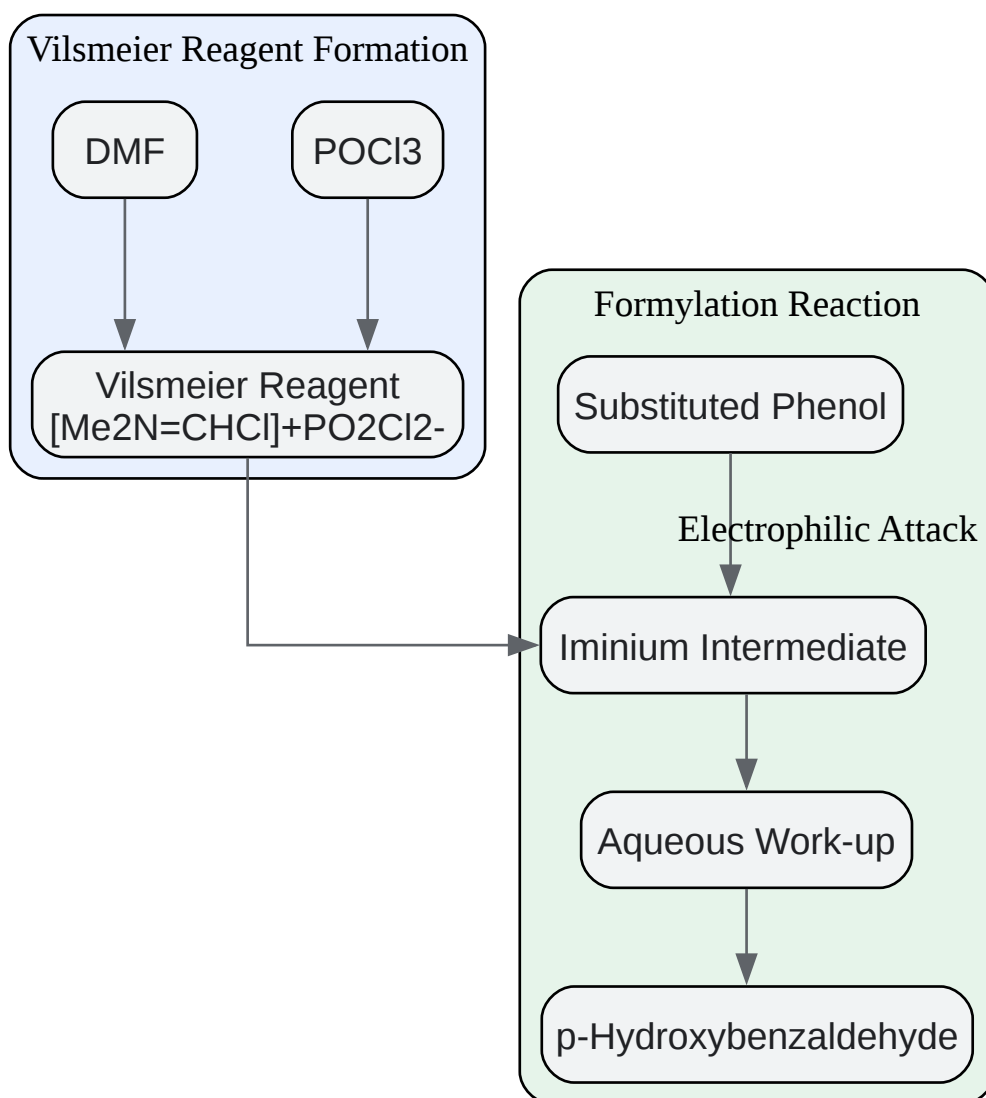 Vilsmeier Reagent Formation
DMF
POCl3
Vilsmeier Reagent
[Me2N=CHCl]+PO2Cl2-
Formylation Reaction
Substituted Phenol
Electrophilic Attack
Iminium Intermediate
Aqueous Work-up
p-Hydroxybenzaldehyde